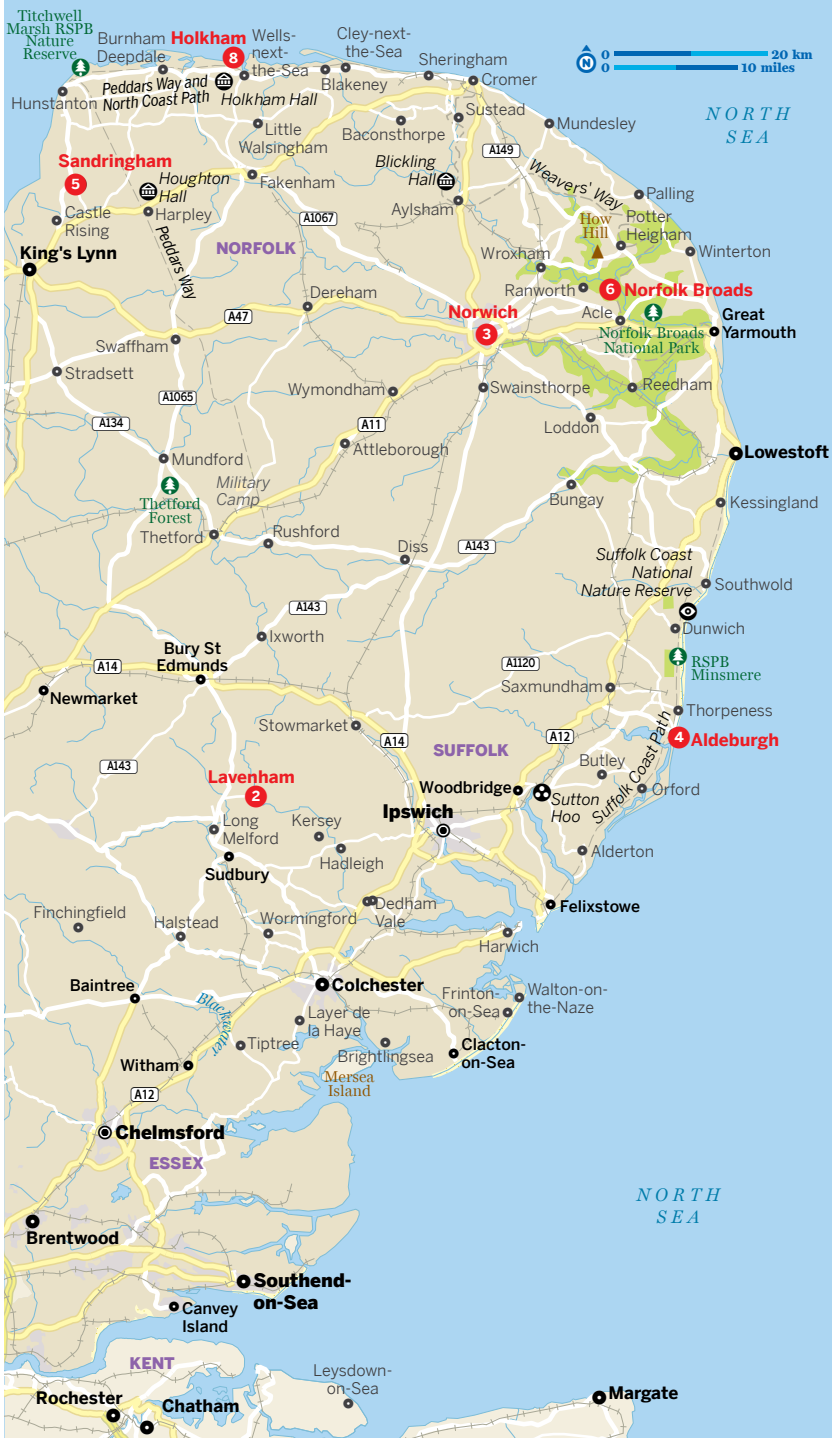 Titchwell
Marsh RSPB
Nature
Reserve
Burnham
Deepdale
Holkham
8
Wells-
next-
the-Sea
Cley-next-
the-Sea
Blakeney
Sheringham
Cromer
N
0 20 km
0 10 miles
NORTH
SEA
Hunstanton
Peddars Way and
North Coast Path
Holkham Hall
Little
Walsingham
Baconsthorpe
Sustead
Mundesley
A149
Sandringham
5
Houghton
Hall
Fakenham
Blickling
Hall
Aylsham
Weavers' Way
Palling
Castle
Rising
Harpley
Peddars Way
A1067
How
Hill
Potter
Heigham
King's Lynn
NORFOLK
Wroxham
Winterton
Dereham
Ranworth
6
Norfolk Broads
A47
Norwich
3
Acle
Great
Yarmouth
Norfolk Broads
National Park
Swaffham
Stradsett
Wymondham
Swainsthorpe
Reedham
A1065
A134
A11
Loddon
Attleborough
Lowestoft
Mundford
Military
Camp
Thetford
Forest
Bungay
Kessingland
Thetford
Rushford
Diss
A143
Suffolk Coast
National
Nature Reserve
Southwold
A143
Ixworth
Dunwich
Bury St
Edmunds
A14
A1120
RSPB
Minsmere
Newmarket
Saxmundham
Stowmarket
Thorpeness
A14
SUFFOLK
A12
4
Aldeburgh
A143
Butley
Suffolk Coast Path
Lavenham
2
Woodbridge
Sutton
Hoo
Orford
Ipswich
Long
Melford
Kersey
Hadleigh
Alderton
Sudbury
Dedham
Vale
Felixstowe
Finchingfield
Halstead
Wormingford
Harwich
Colchester
Braintree
Blackwater
Frinton-
on-Sea
Walton-on-
the-Naze
Layer de
la Haye
Tiptree
Brightlingsea
Clacton-
on-Sea
Witham
Mersea
Island
A12
Chelmsford
ESSEX
NORTH
SEA
Brentwood
Southend-
on-Sea
Canvey
Island
KENT
Leysdown-
on-Sea
Rochester
Chatham
Margate